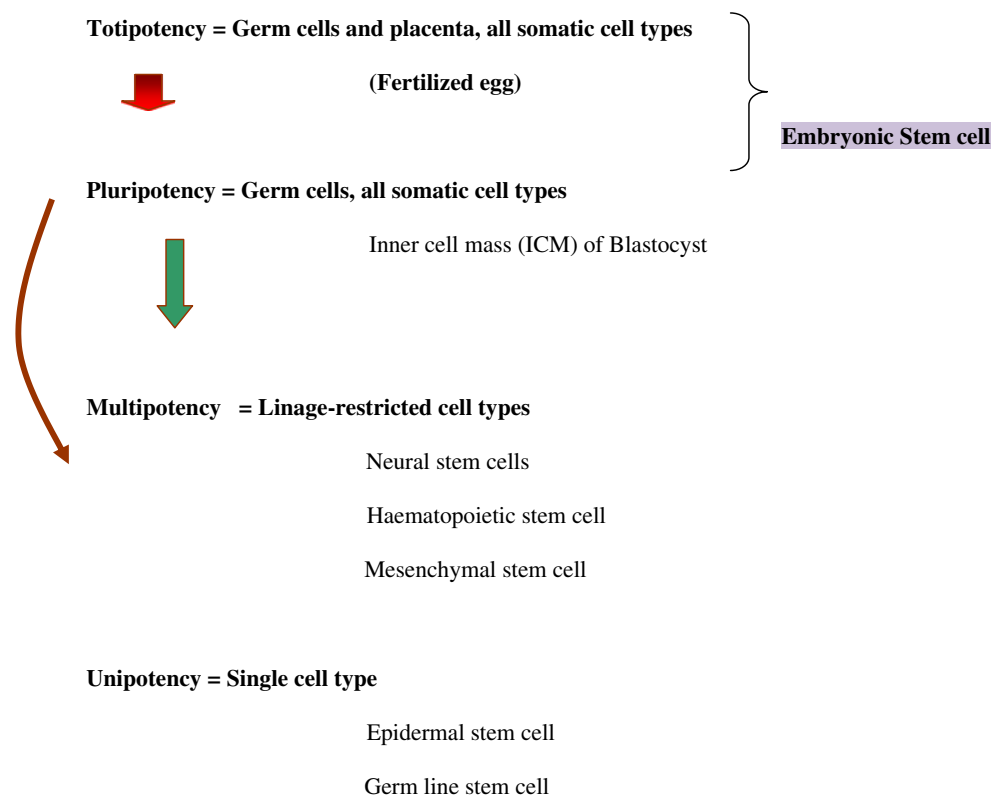 Totipotency = Germ cells and placenta, all somatic cell types
(Fertilized egg)
Embryonic Stem cell
Pluripotency = Germ cells, all somatic cell types
Inner cell mass (ICM) of Blastocyst
Multipotency = Linage-restricted cell types
Neural stem cells
Haematopoietic stem cell
Mesenchymal stem cell
Unipotency = Single cell type
Epidermal stem cell
Germ line stem cell